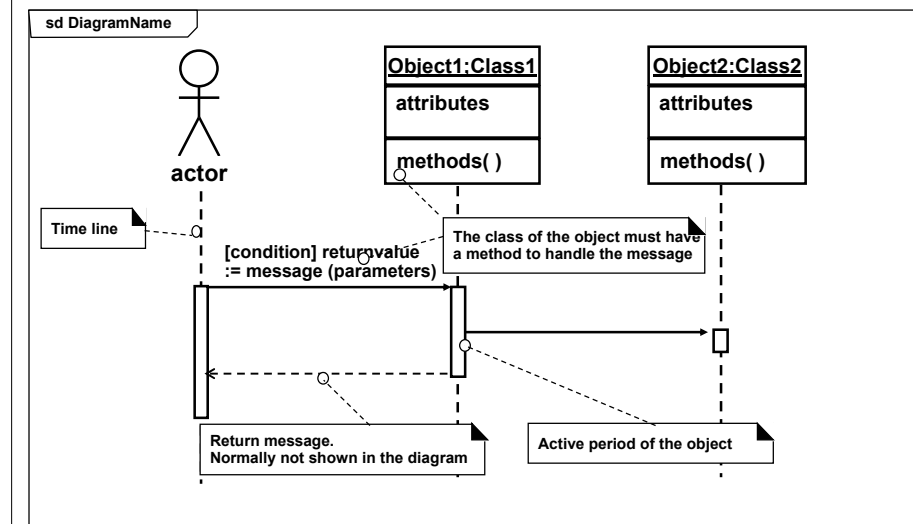 sd DiagramName
Object1;Class1
Object2:Class2
attributes
attributes
methods( )
methods( )
actor
Time line
The class of the object must have
a method to handle the message
[condition] returnvalue
:= message (parameters)
Return message.
Normally not shown in the diagram
Active period of the object